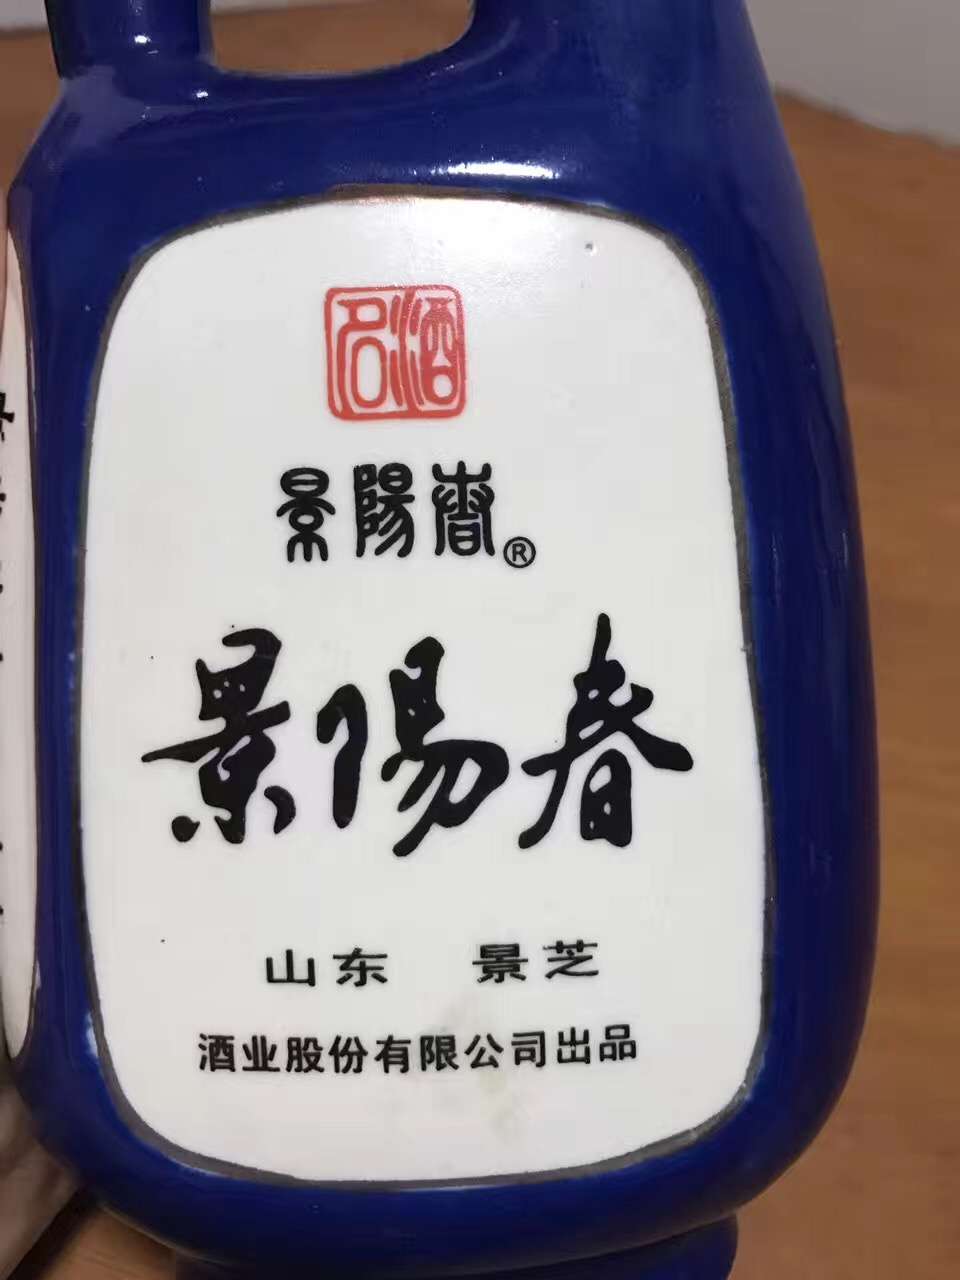 名酒
景陽春®
景陽春
山东 景芝
酒业股份有限公司出品